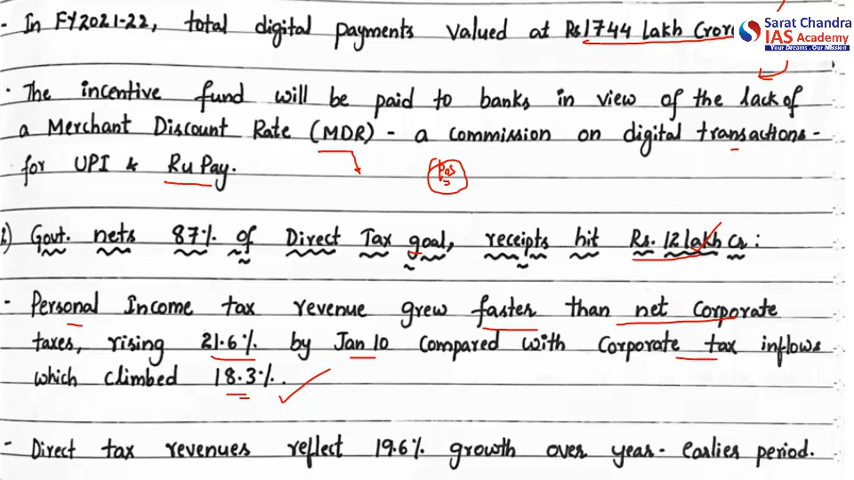 - In FY2021-22, total digital payments valued at Rs1744 Lakh Cror
Sarat Chandra
IAS Academy
Your Dreams.. Our Mission
· The incentive fund will be paid to banks in view of the lack of
a Merchant Discount Rate (MDR) - a commission on digital transactions-
for UPI & RuPay.
Pos
) Govt. nets 87% of Direct Tax goal, receipts hit Rs. 12 lakh Cr:
- Personal Income tax revenue grew faster than net Corporate
taxes, rising 21.6% by Jan 10 Compared with Corporate tax inflows
which climbed 18.3%.
- Direct tax revenues reflect 19.6% growth over year-earlier period.